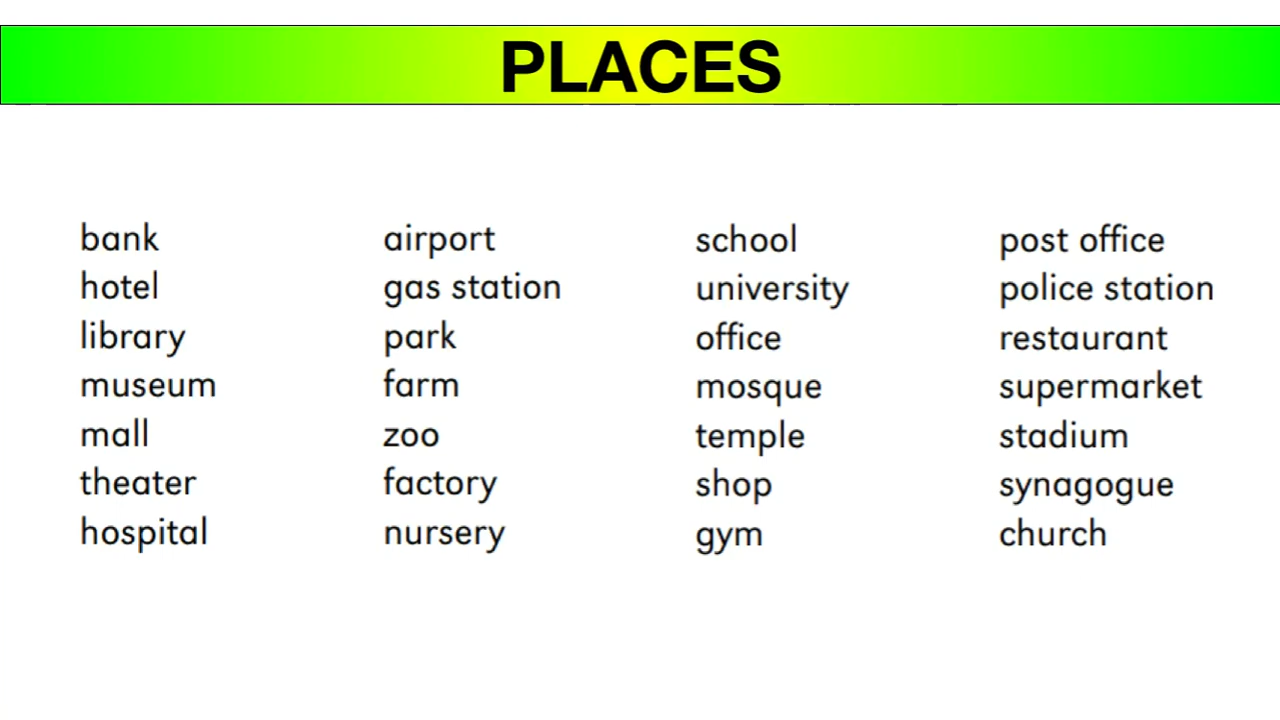 PLACES
bank
hotel
library
museum
mall
theater
hospital
airport
gas station
park
farm
zoo
factory
nursery
school
university
office
mosque
temple
shop
gym
post office
police station
restaurant
supermarket
stadium
synagogue
church